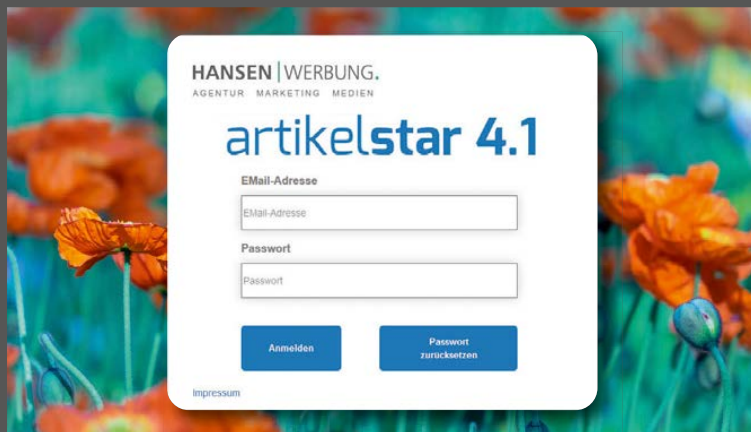 HANSEN|WERBUNG.
AGENTUR MARKETING MEDIEN
artikelstar 4.1
EMail-Adresse
EMail-Adresse
Passwort
Passwort
Anmelden
Passwort
zurücksetzen
Impressum